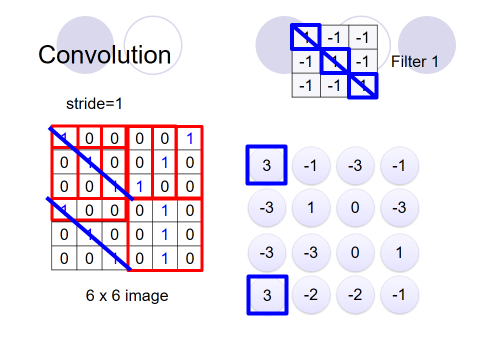 Convolution
1 -1 -1
-1 1 -1
-1 -1 1
Filter 1
stride=1
1 0 0 0 0 1
0 1 0 0 1 0
0 0 1 1 0 0
1 0 0 0 1 0
0 1 0 0 1 0
0 0 1 0 1 0
6 x 6 image
3 -1 -3 -1
-3 1 0 -3
-3 -3 0 1
3 -2 -2 -1